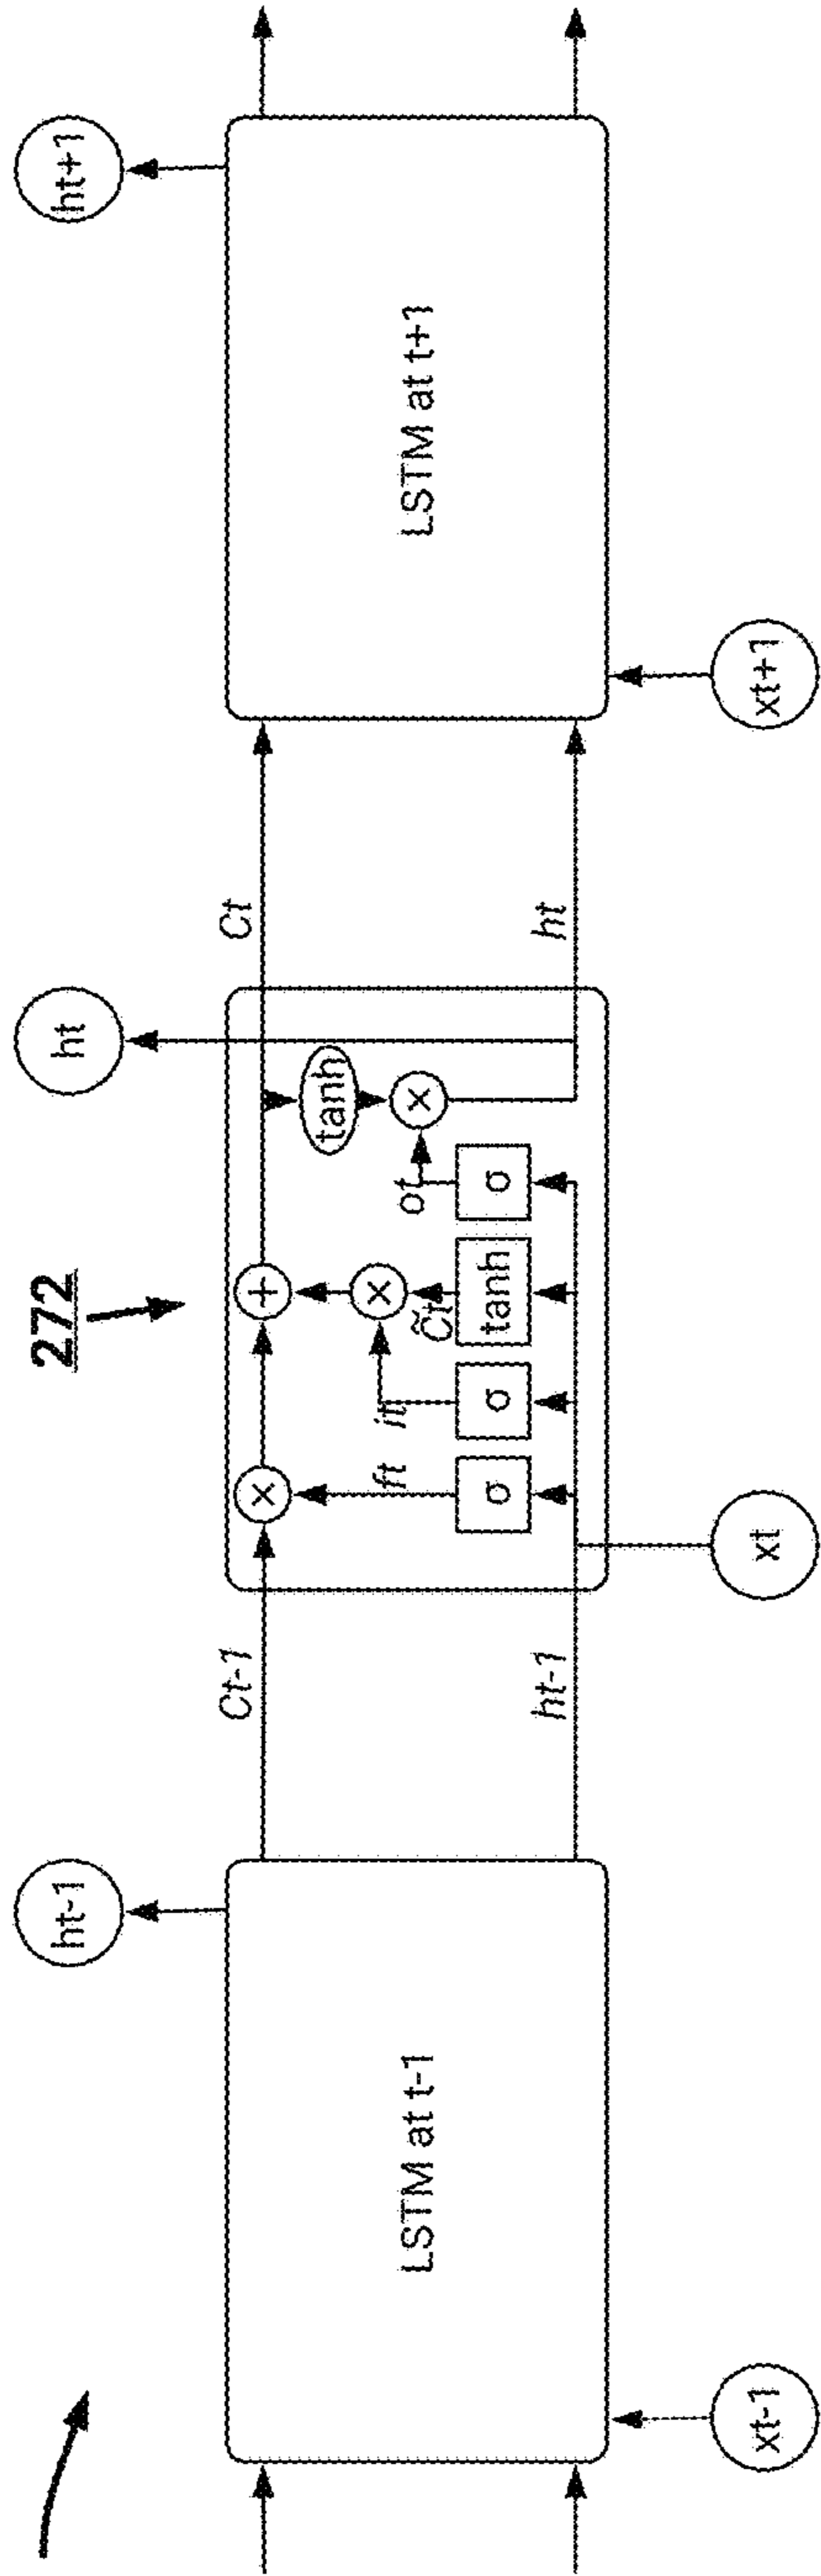 272
ht-1
ht
ht+1
Ct-1
Ct
×
+
tanh
LSTM at t-1
ft
it
×
C̃t
ot
×
LSTM at t+1
σ
σ
tanh
σ
ht-1
ht
xt-1
xt
xt+1